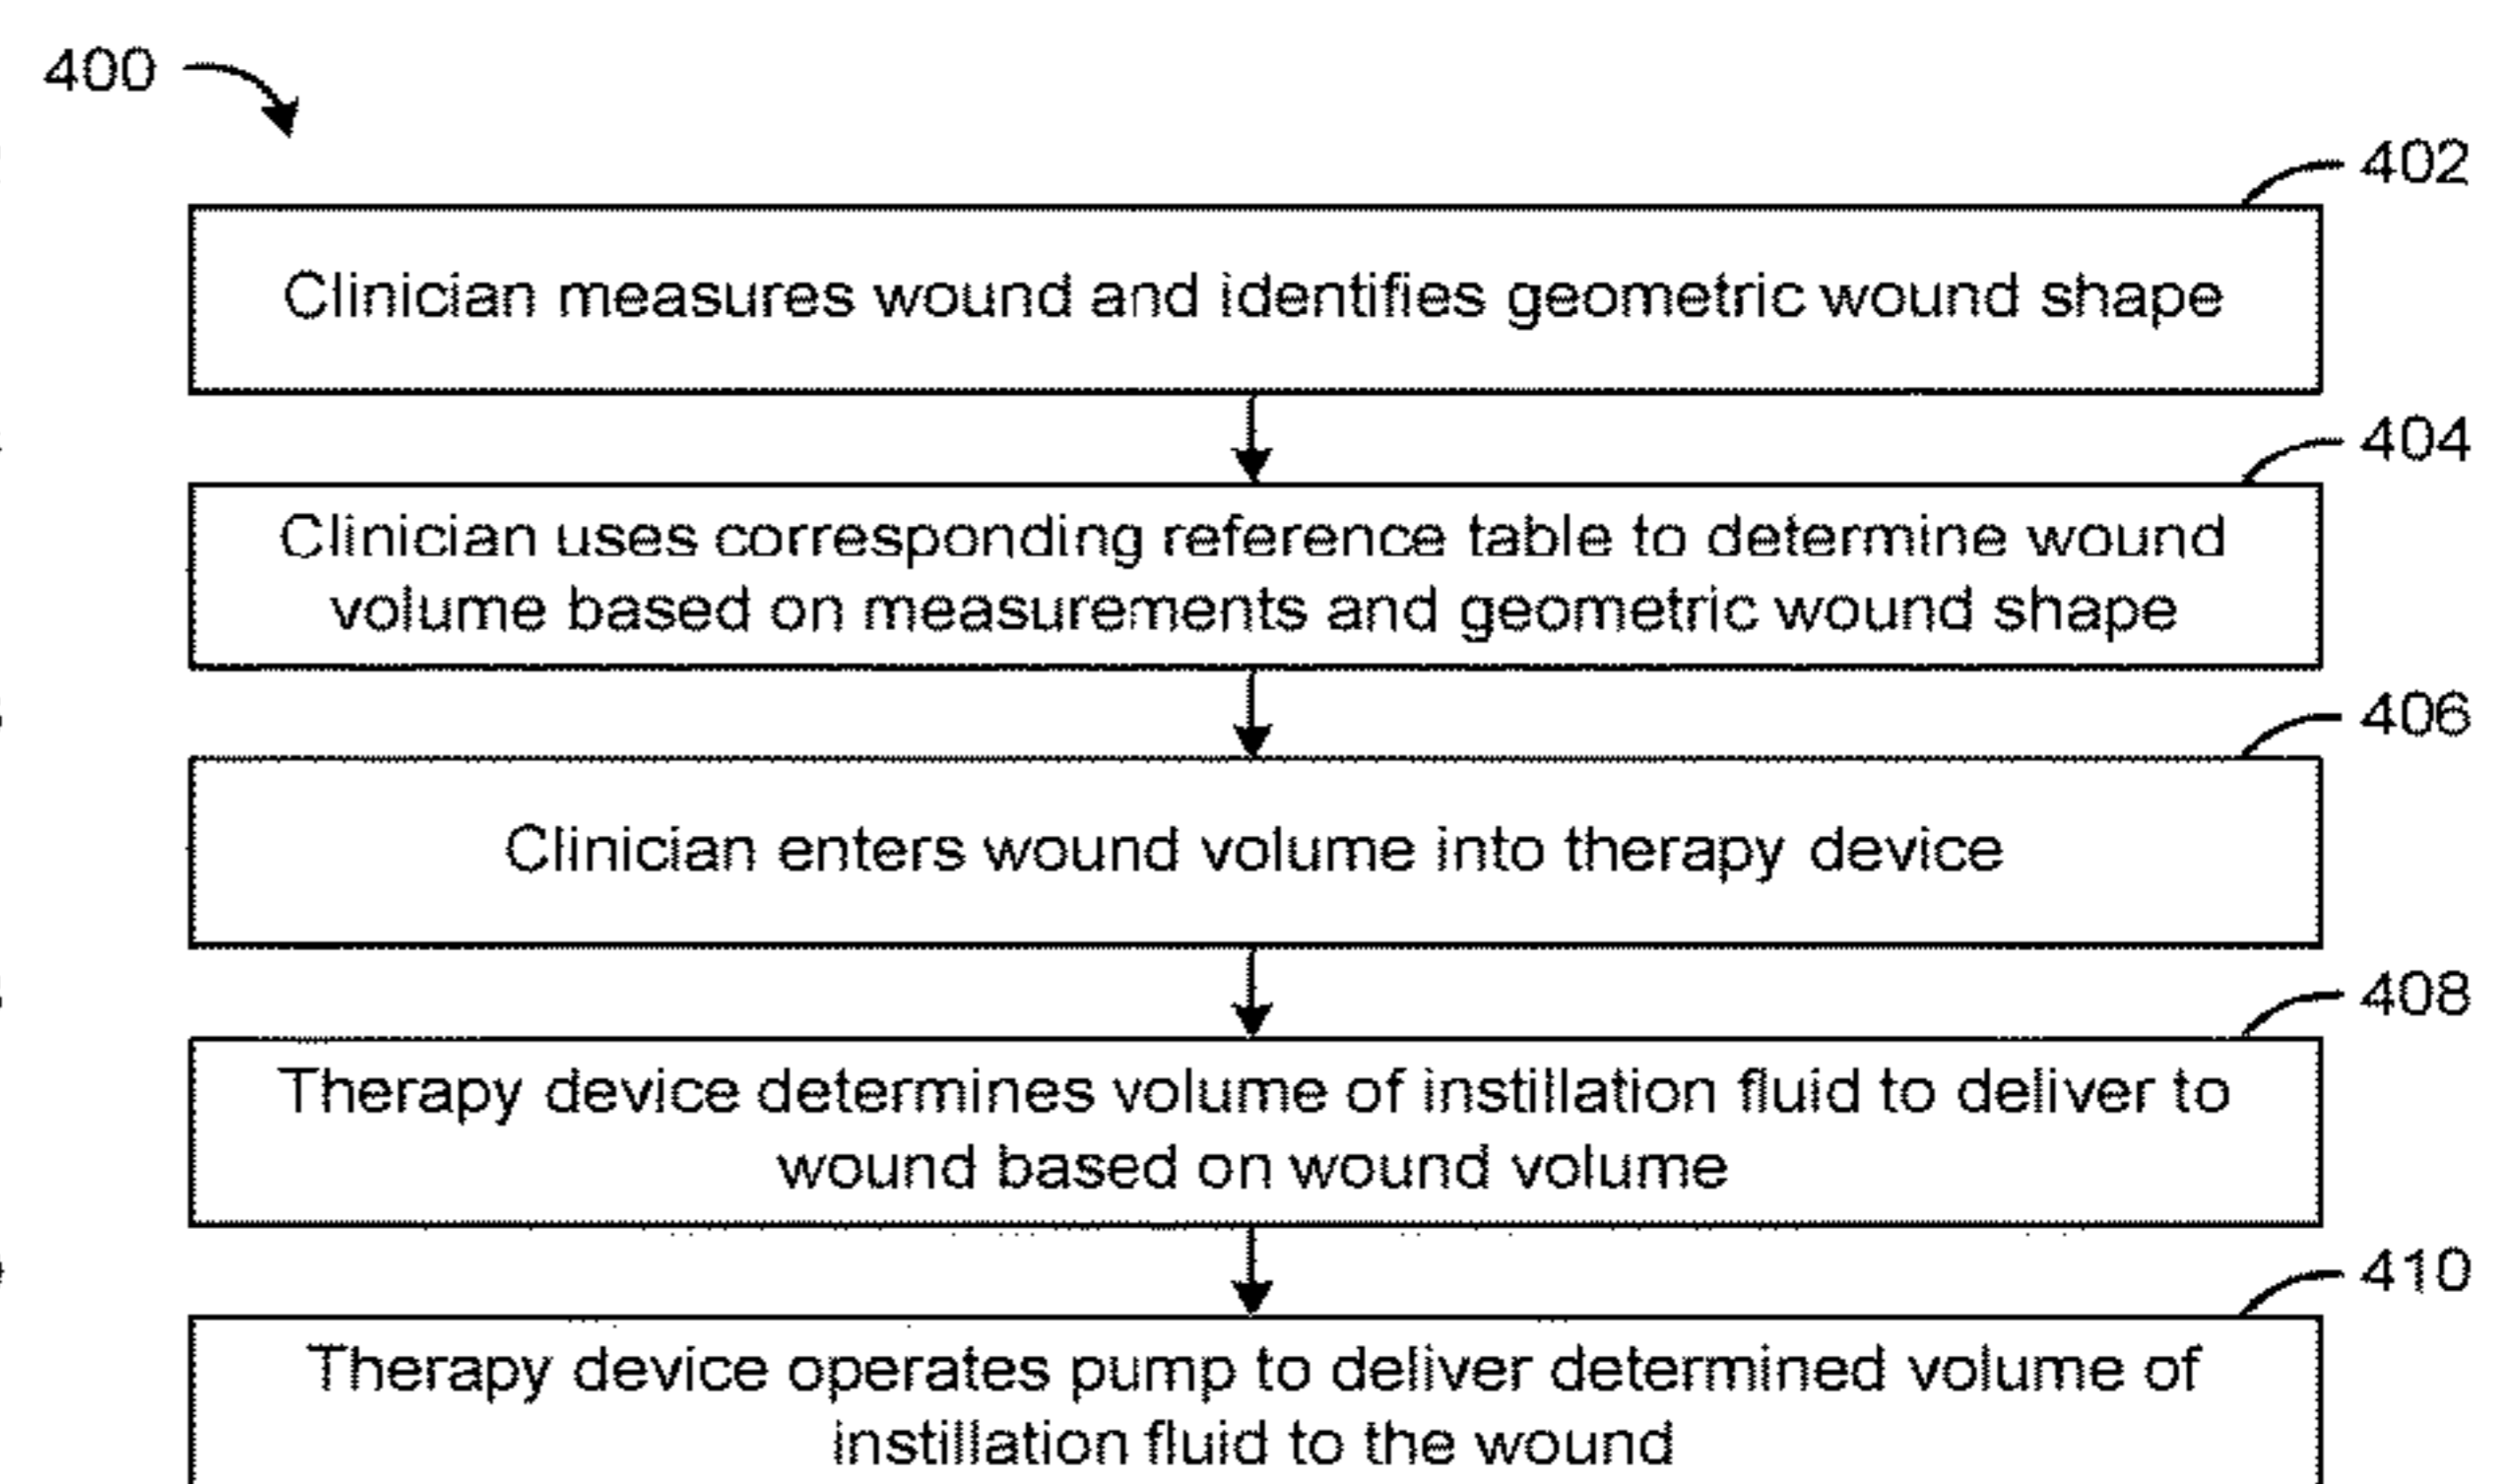 400
402
Clinician measures wound and identifies geometric wound shape
404
Clinician uses corresponding reference table to determine wound
volume based on measurements and geometric wound shape
406
Clinician enters wound volume into therapy device
408
Therapy device determines volume of instillation fluid to deliver to
wound based on wound volume
410
Therapy device operates pump to deliver determined volume of
instillation fluid to the wound